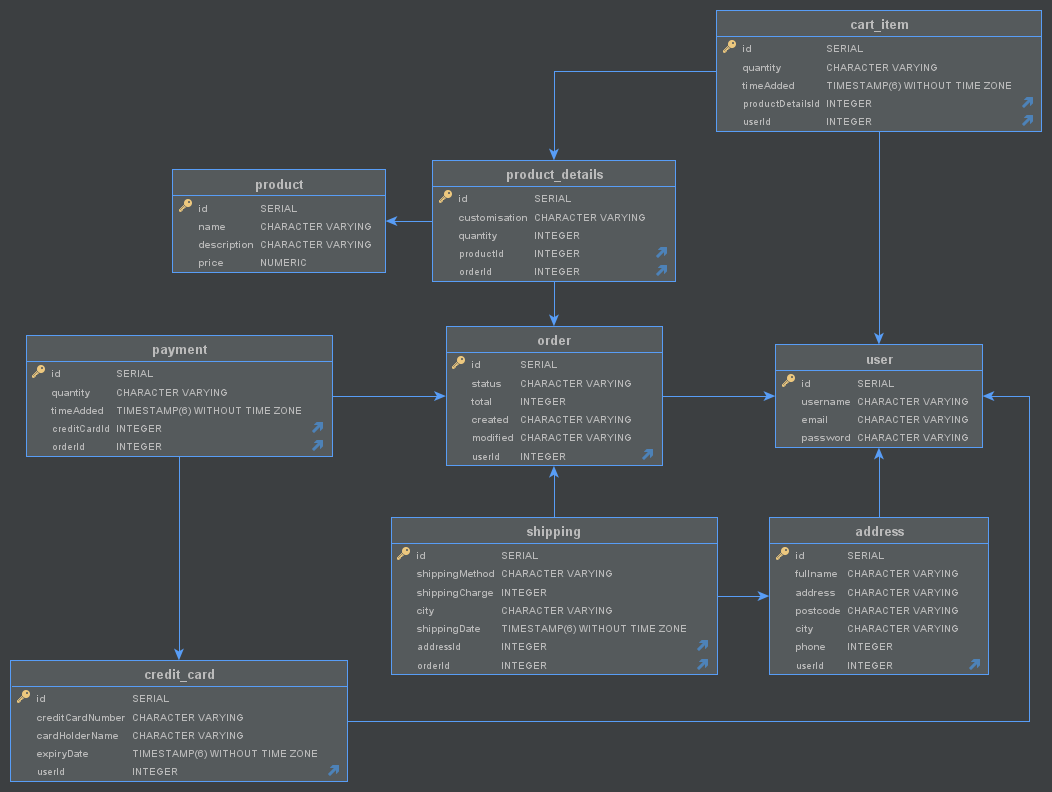 cart_item
id SERIAL
quantity CHARACTER VARYING
timeAdded TIMESTAMP(6) WITHOUT TIME ZONE
productDetailsId INTEGER
userId INTEGER
product_details
id SERIAL
customisation CHARACTER VARYING
quantity INTEGER
productId INTEGER
orderId INTEGER
product
id SERIAL
name CHARACTER VARYING
description CHARACTER VARYING
price NUMERIC
payment
id SERIAL
quantity CHARACTER VARYING
timeAdded TIMESTAMP(6) WITHOUT TIME ZONE
creditCardId INTEGER
orderId INTEGER
order
id SERIAL
status CHARACTER VARYING
total INTEGER
created CHARACTER VARYING
modified CHARACTER VARYING
userId INTEGER
user
id SERIAL
username CHARACTER VARYING
email CHARACTER VARYING
password CHARACTER VARYING
shipping
id SERIAL
shippingMethod CHARACTER VARYING
shippingCharge INTEGER
city CHARACTER VARYING
shippingDate TIMESTAMP(6) WITHOUT TIME ZONE
addressId INTEGER
orderId INTEGER
address
id SERIAL
fullname CHARACTER VARYING
address CHARACTER VARYING
postcode CHARACTER VARYING
city CHARACTER VARYING
phone INTEGER
userId INTEGER
credit_card
id SERIAL
creditCardNumber CHARACTER VARYING
cardHolderName CHARACTER VARYING
expiryDate TIMESTAMP(6) WITHOUT TIME ZONE
userId INTEGER